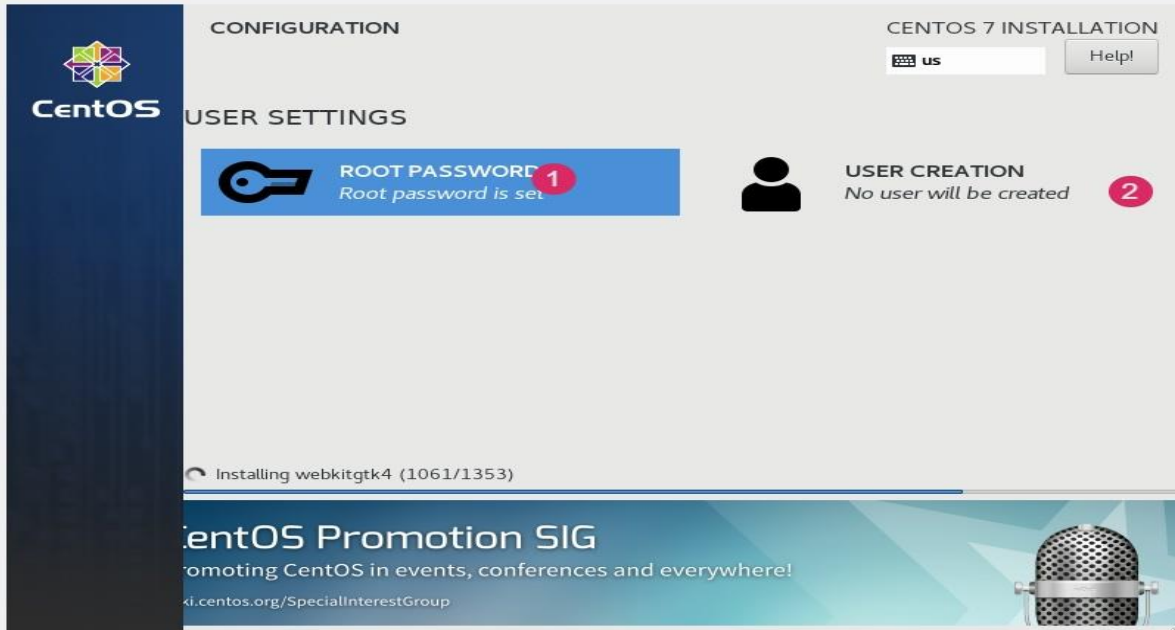 CONFIGURATION
CENTOS 7 INSTALLATION
us
Help!
CentOS
USER SETTINGS
ROOT PASSWORD
1
Root password is set
USER CREATION
No user will be created
2
Installing webkitgtk4 (1061/1353)
entOS Promotion SIG
omoting CentOS in events, conferences and everywhere!
ki.centos.org/SpecialInterestGroup